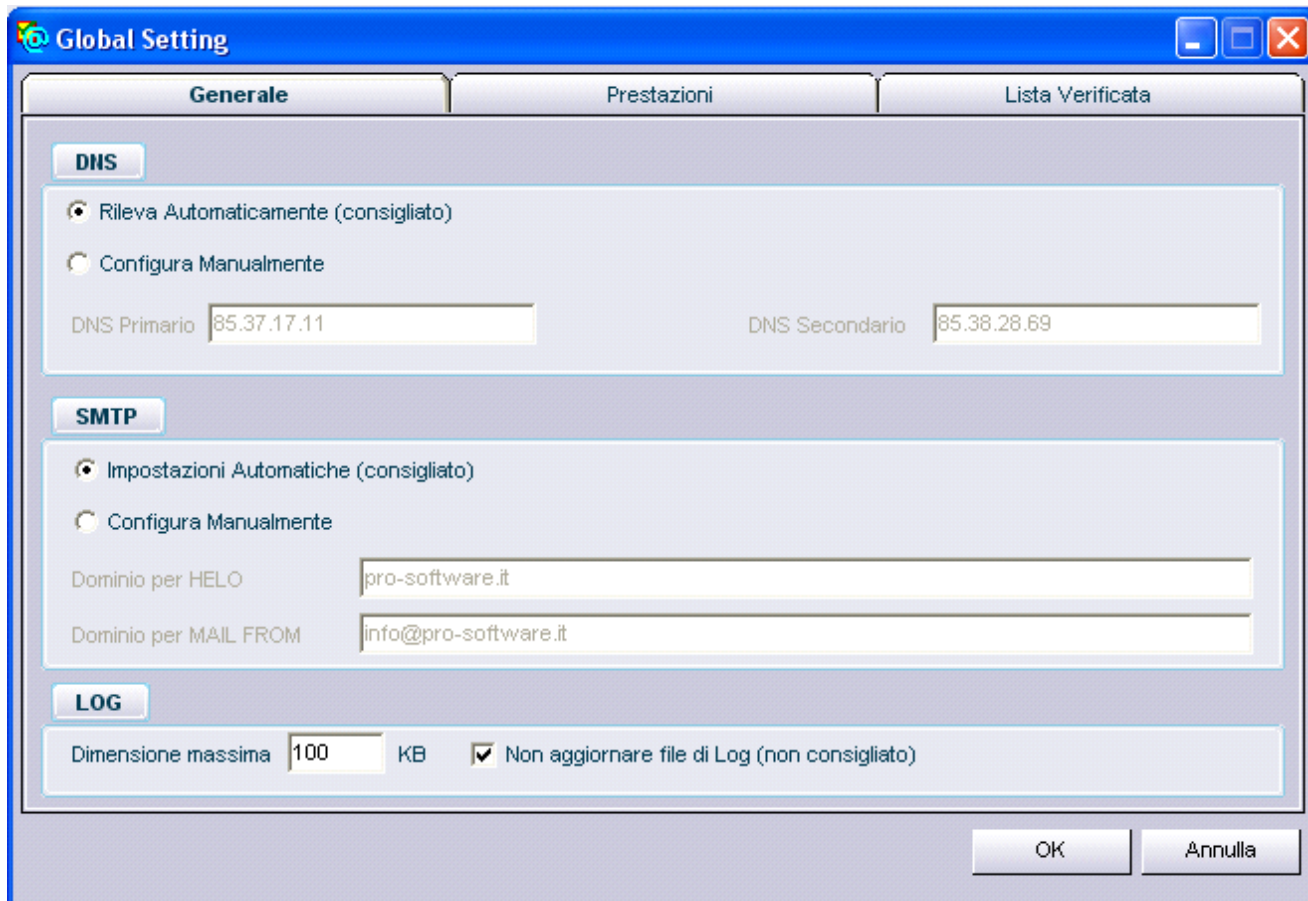 Global Setting
Generale Prestazioni Lista Verificata
DNS
Rileva Automaticamente (consigliato)
Configura Manualmente
DNS Primario 85.37.17.11 DNS Secondario 85.38.28.69
SMTP
Impostazioni Automatiche (consigliato)
Configura Manualmente
Dominio per HELO pro-software.it
Dominio per MAIL FROM info@pro-software.it
LOG
Dimensione massima 100 KB Non aggiornare file di Log (non consigliato)
OK Annulla